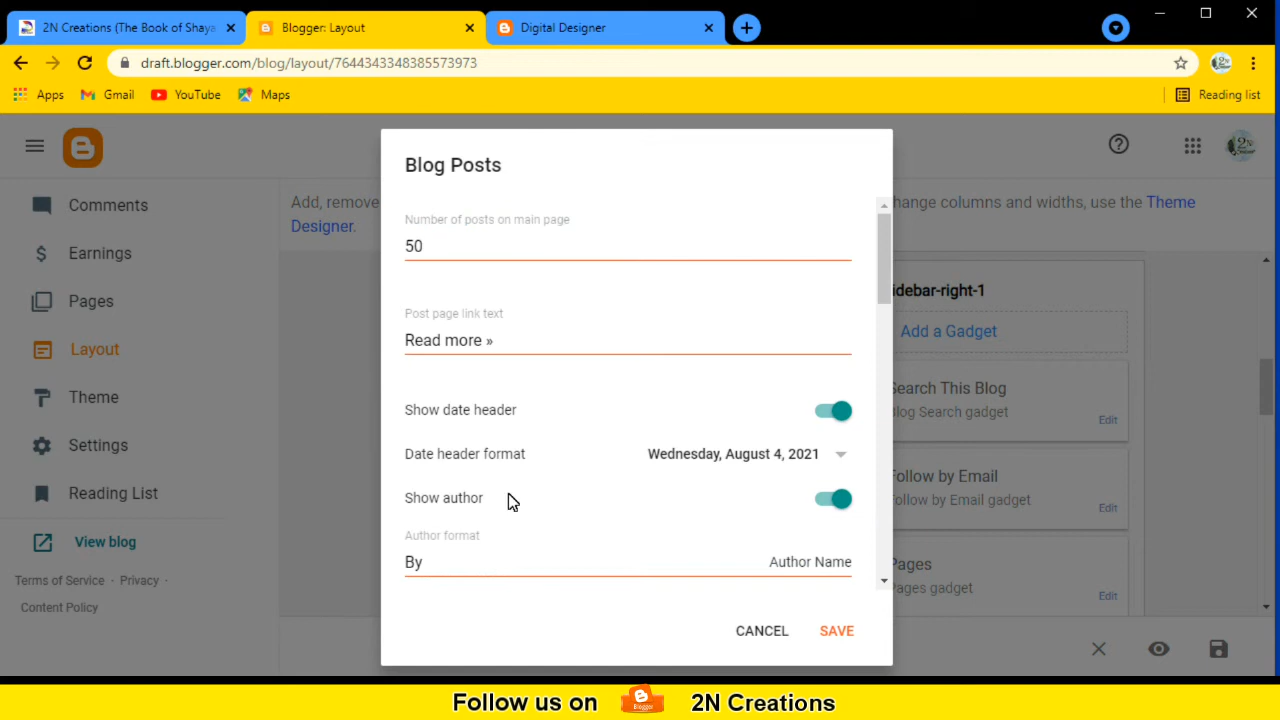 2N Creations (The Book of Shaya
Blogger: Layout
Digital Designer
draft.blogger.com/blog/layout/7644343348385573973
Apps
Gmail
YouTube
Maps
Reading list
Comments
Earnings
Pages
Layout
Theme
Settings
Reading List
View blog
Terms of Service · Privacy ·
Content Policy
Add, remove
hange columns and widths, use the Theme
Designer.
Blog Posts
Number of posts on main page
50
Post page link text
Read more »
Show date header
Date header format
Wednesday, August 4, 2021
Show author
Author format
By
Author Name
CANCEL
SAVE
idebar-right-1
Add a Gadget
Search This Blog
Blog Search gadget
Edit
Follow by Email
Follow by Email gadget
Edit
Pages
Pages gadget
Edit
Follow us on
Blogger
2N Creations